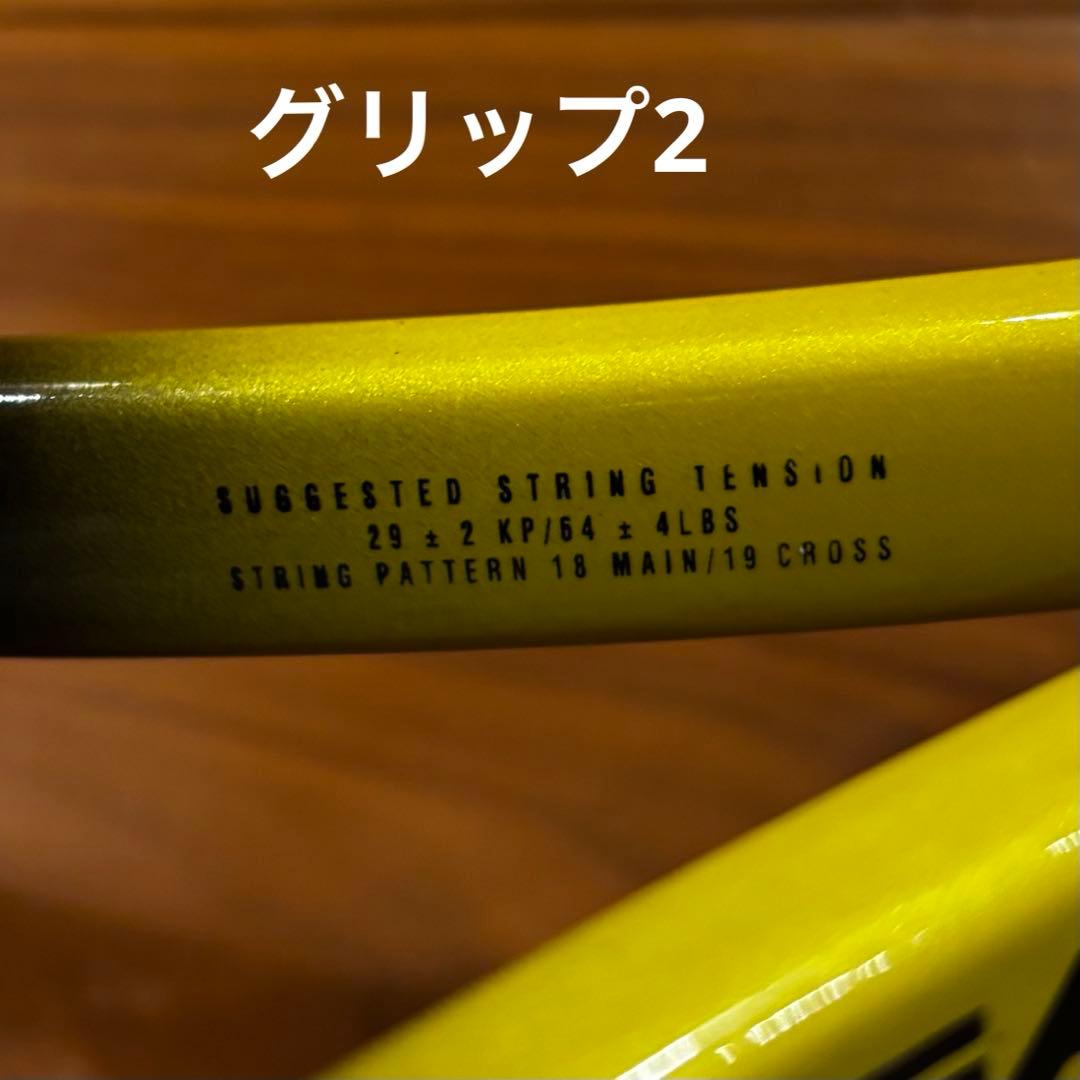 グリップ2
SUGGESTED STRING TENSION
29 ± 2 KP/64 ± 4LBS
STRING PATTERN 18 MAIN/19 CROSS